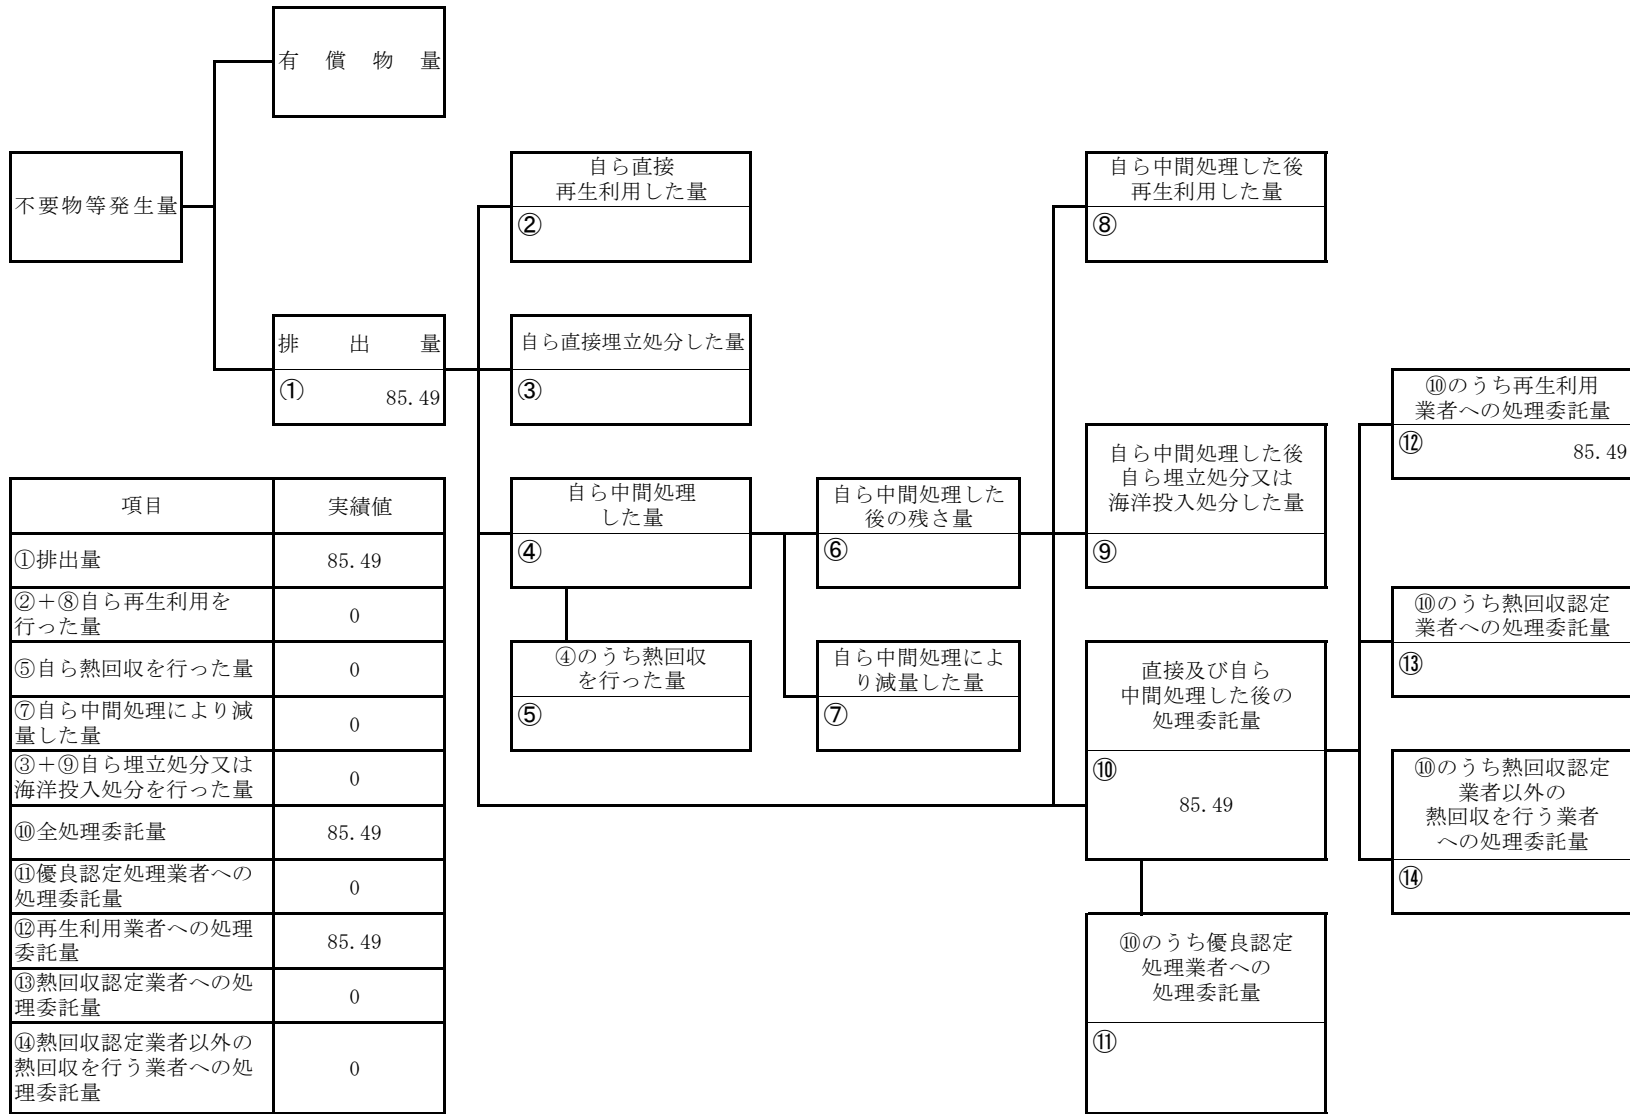 有償物量
不要物等発生量
排出量
①
85.49
自ら直接
再生利用した量
②
自ら直接埋立処分した量
③
自ら中間処理
した量
④
④のうち熱回収
を行った量
⑤
自ら中間処理した
後の残さ量
⑥
自ら中間処理によ
り減量した量
⑦
自ら中間処理した後
再生利用した量
⑧
自ら中間処理した後
自ら埋立処分又は
海洋投入処分した量
⑨
直接及び自ら
中間処理した後の
処理委託量
⑩
85.49
⑩のうち優良認定
処理業者への
処理委託量
⑪
⑩のうち再生利用
業者への処理委託量
⑫
85.49
⑩のうち熱回収認定
業者への処理委託量
⑬
⑩のうち熱回収認定
業者以外の
熱回収を行う業者
への処理委託量
⑭
項目 実績値
①排出量 85.49
②+⑧自ら再生利用を
行った量 0
⑤自ら熱回収を行った量 0
⑦自ら中間処理により減
量した量 0
③+⑨自ら埋立処分又は
海洋投入処分を行った量 0
⑩全処理委託量 85.49
⑪優良認定処理業者への
処理委託量 0
⑫再生利用業者への処理
委託量 85.49
⑬熱回収認定業者への処
理委託量 0
⑭熱回収認定業者以外の
熱回収を行う業者への処
理委託量 0